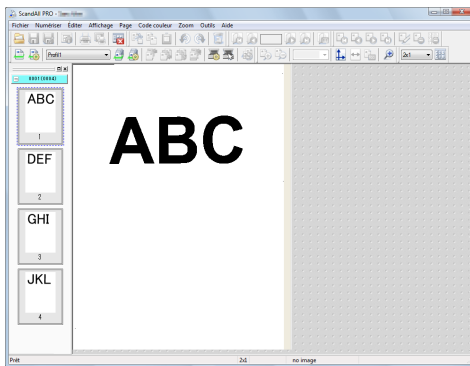 ScandAll PRO -
Fichier Numériser Editer Affichage Page Code couleur Zoom Outils Aide
Profil1
2x1
0001(0004)
ABC
1
DEF
2
GHI
3
JKL
4
ABC
Prêt
2x1
no image